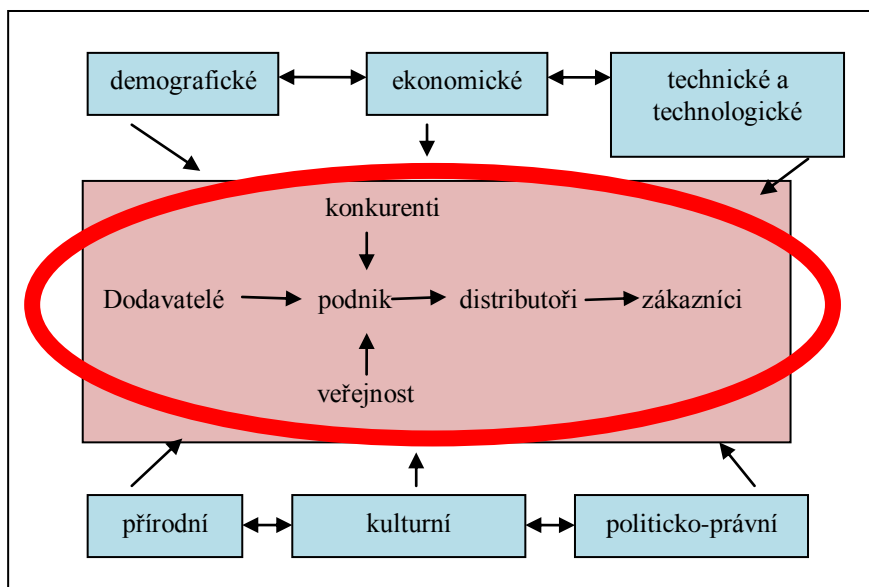 demografické
ekonomické
technické a
technologické
konkurenti
Dodavatelé
podnik
distributoři
zákazníci
veřejnost
přírodní
kulturní
politicko-právní